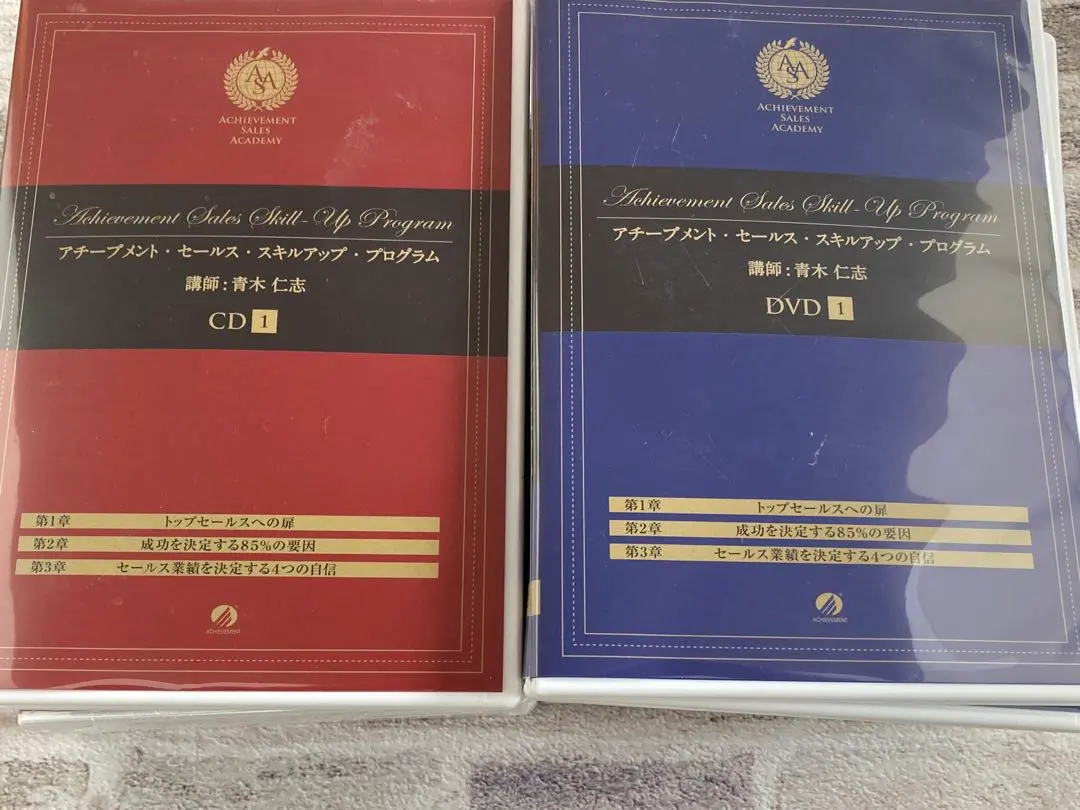 ASA
ACHIEVEMENT
SALES
ACADEMY
Achievement Sales Skill-Up Program
アチーブメント・セールス・スキルアップ・プログラム
講師:青木 仁志
CD 1
第1章 トップセールスへの扉
第2章 成功を決定する85%の要因
第3章 セールス業績を決定する4つの自信
ACHIEVEMENT
ASA
ACHIEVEMENT
SALES
ACADEMY
Achievement Sales Skill-Up Program
アチーブメント・セールス・スキルアップ・プログラム
講師:青木 仁志
DVD 1
第1章 トップセールスへの扉
第2章 成功を決定する85%の要因
第3章 セールス業績を決定する4つの自信
ACHIEVEMENT